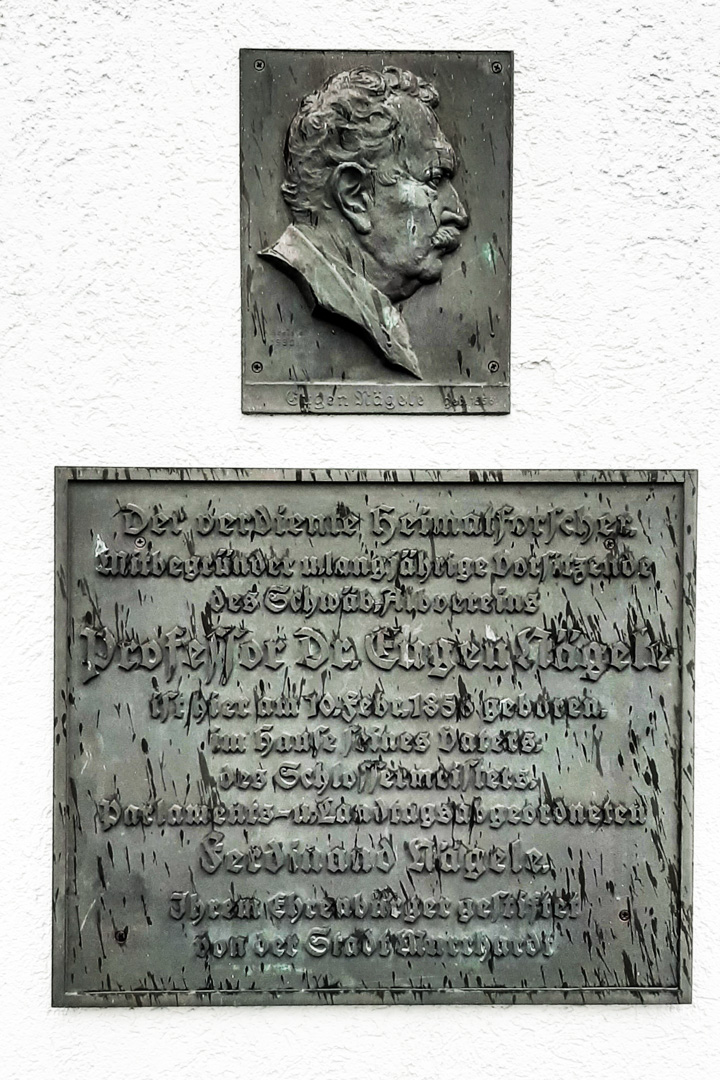 Eugen Nägele geb. 1856
Der verdiente Heimatforscher.
Mitbegründer u.langjährige Vorsitzende
des Schwäb.Albvereins
Professor Dr. Eugen Nägele
ist hier am 10.Febr.1856 geboren.
im Hause seines Vaters.
des Schlossermeisters.
Parlaments-u.Landtagsabgeordneten
Ferdinand Nägele.
Ihrem Ehrenbürger gestiftet
von der Stadt Murrhardt